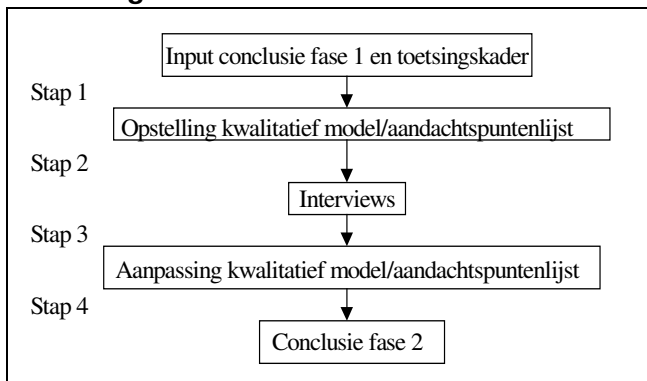 Input conclusie fase 1 en toetsingskader
Stap 1
Opstelling kwalitatief model/aandachtspuntenlijst
Stap 2
Interviews
Stap 3
Aanpassing kwalitatief model/aandachtspuntenlijst
Stap 4
Conclusie fase 2